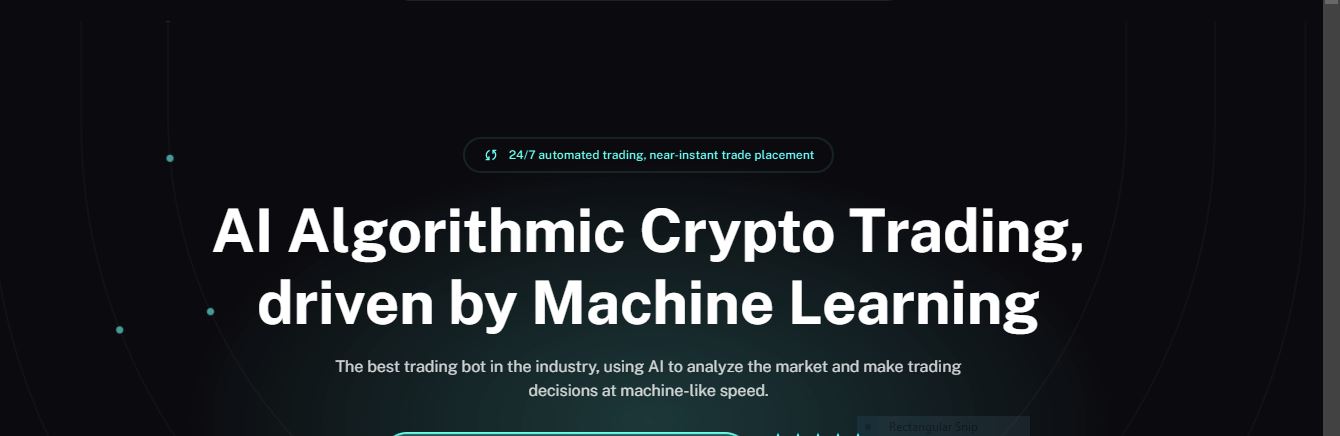 24/7 automated trading, near-instant trade placement
AI Algorithmic Crypto Trading,
driven by Machine Learning
The best trading bot in the industry, using AI to analyze the market and make trading
decisions at machine-like speed.
Rectangular Snip